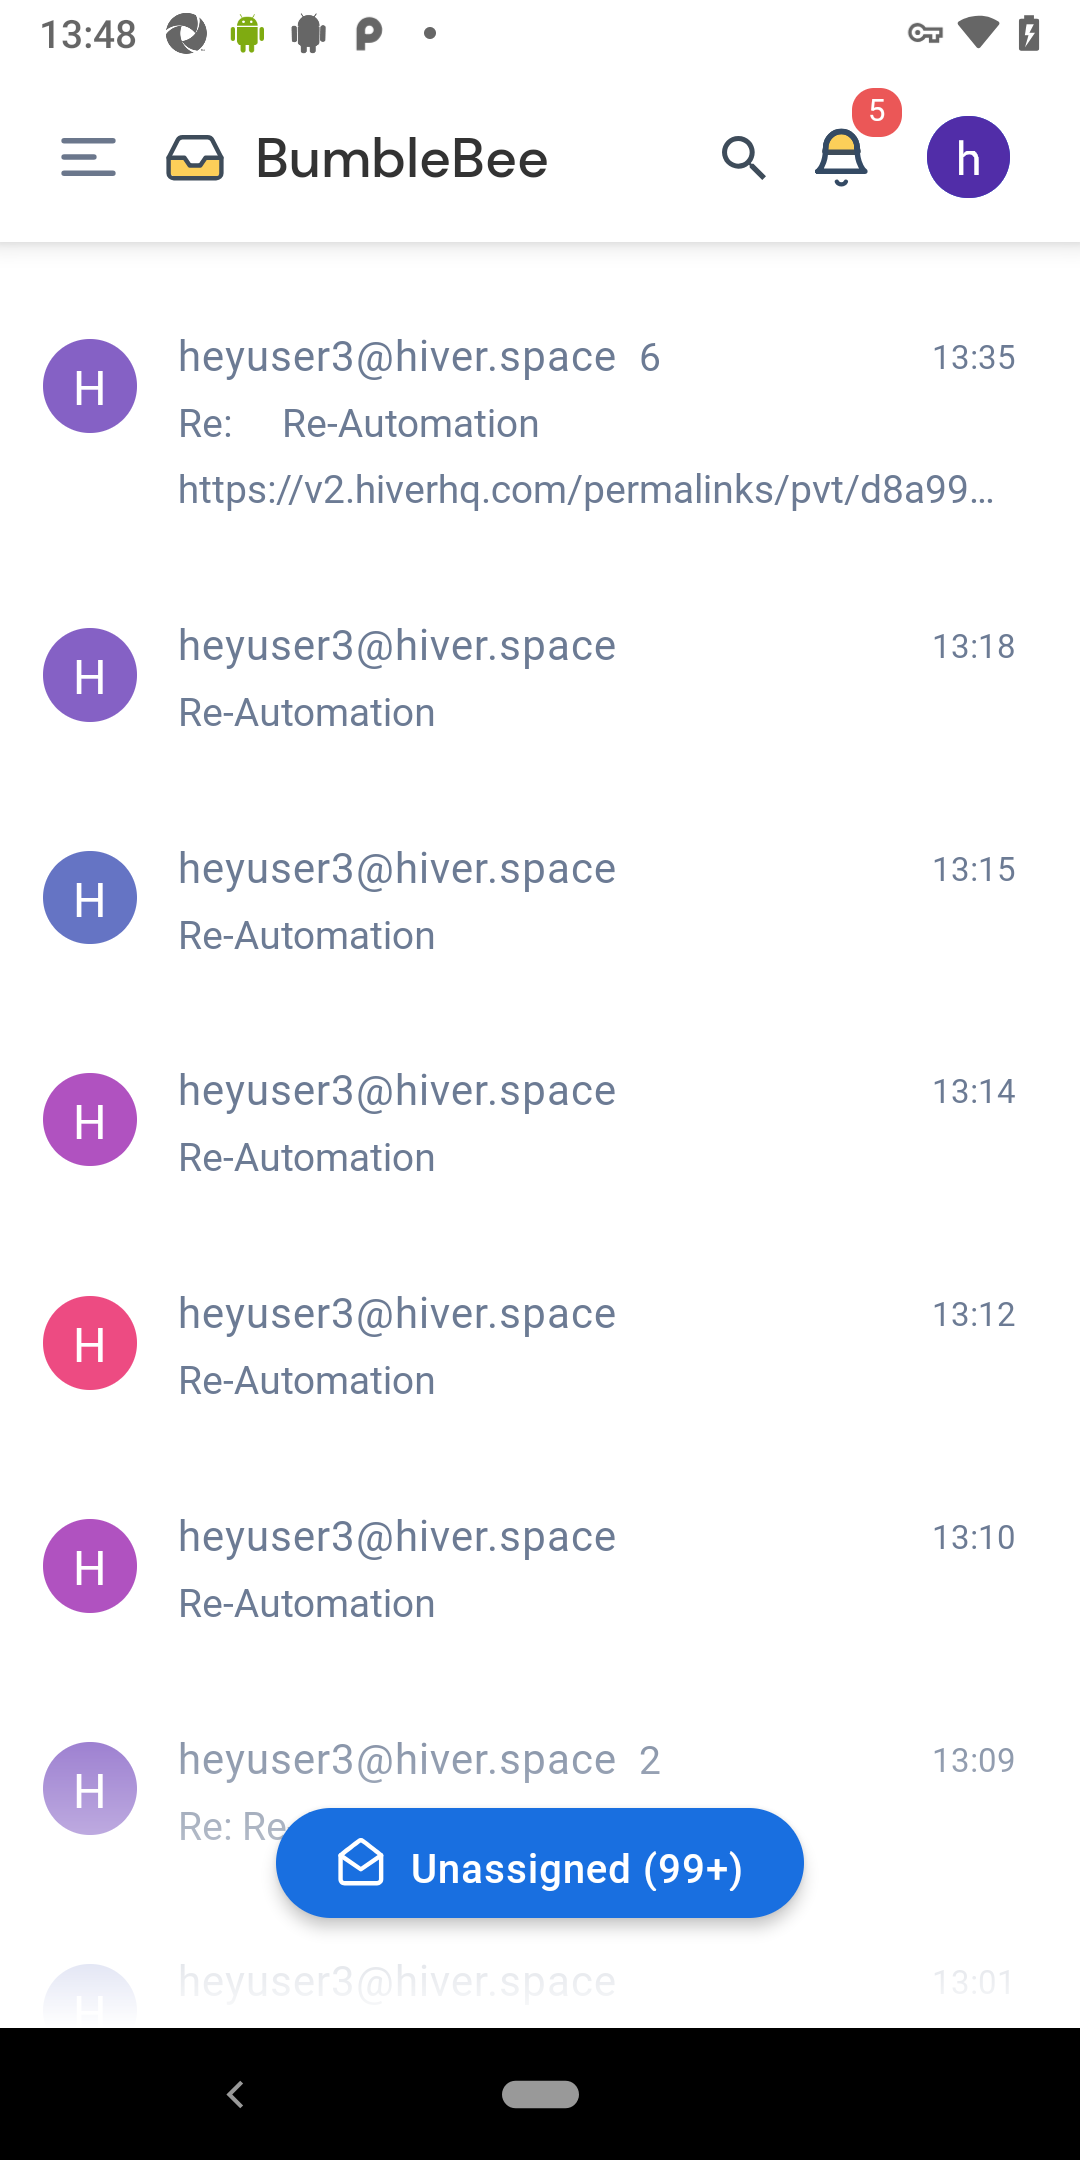 13:48
BumbleBee
5
h
H
heyuser3@hiver.space 6
13:35
Re: Re-Automation
https://v2.hiverhq.com/permalinks/pvt/d8a99...
H
heyuser3@hiver.space
13:18
Re-Automation
H
heyuser3@hiver.space
13:15
Re-Automation
H
heyuser3@hiver.space
13:14
Re-Automation
H
heyuser3@hiver.space
13:12
Re-Automation
H
heyuser3@hiver.space
13:10
Re-Automation
H
heyuser3@hiver.space 2
13:09
Re: Re-
Unassigned (99+)
H
heyuser3@hiver.space
13:01